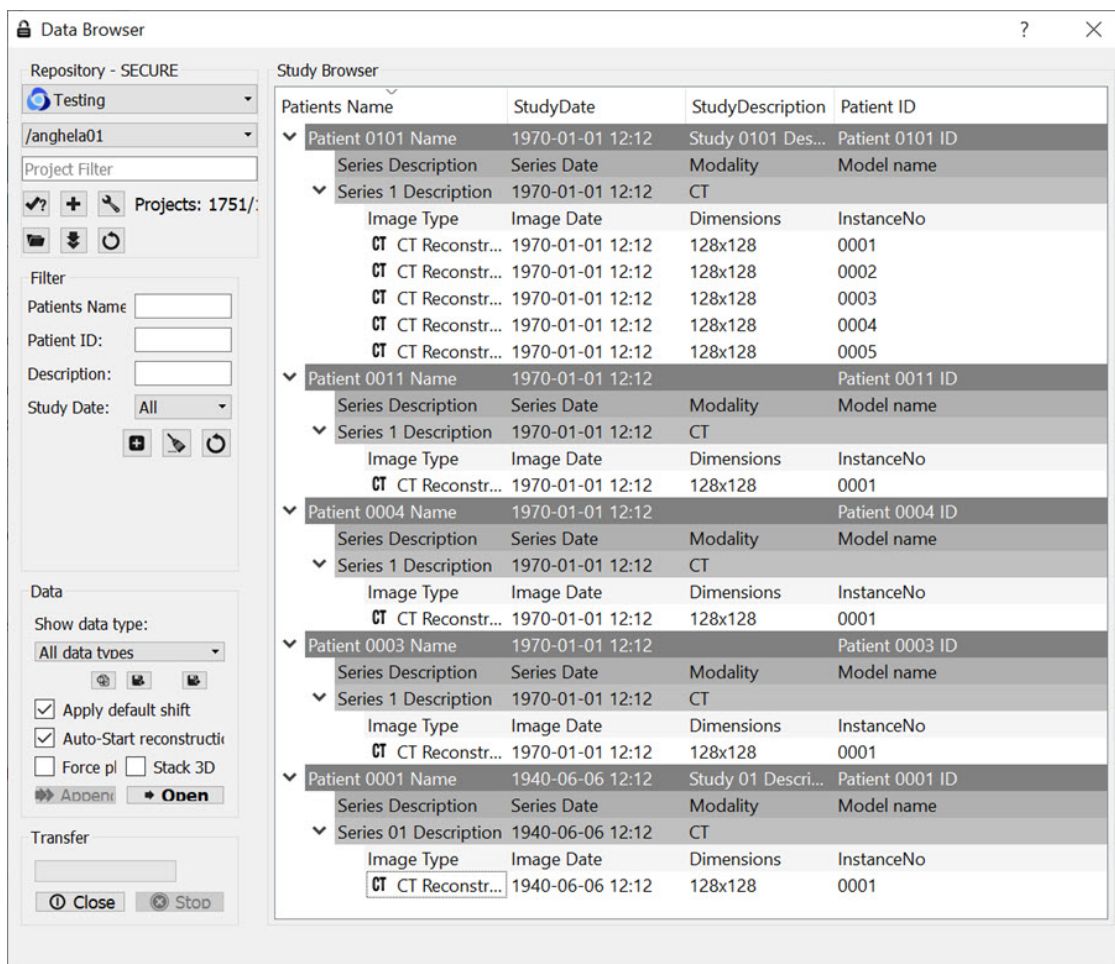 Data Browser
Repository - SECURE
Testing
/anghela01
Project Filter
Projects: 1751/
Filter
Patients Name
Patient ID:
Description:
Study Date: All
Data
Show data type:
All data types
Apply default shift
Auto-Start reconstructi
Force pl Stack 3D
Append Open
Transfer
Close Stop
Study Browser
Patients Name StudyDate StudyDescription Patient ID
Patient 0101 Name 1970-01-01 12:12 Study 0101 Des... Patient 0101 ID
Series Description Series Date Modality Model name
Series 1 Description 1970-01-01 12:12 CT
Image Type Image Date Dimensions InstanceNo
CT CT Reconstr... 1970-01-01 12:12 128x128 0001
CT CT Reconstr... 1970-01-01 12:12 128x128 0002
CT CT Reconstr... 1970-01-01 12:12 128x128 0003
CT CT Reconstr... 1970-01-01 12:12 128x128 0004
CT CT Reconstr... 1970-01-01 12:12 128x128 0005
Patient 0011 Name 1970-01-01 12:12 Patient 0011 ID
Series Description Series Date Modality Model name
Series 1 Description 1970-01-01 12:12 CT
Image Type Image Date Dimensions InstanceNo
CT CT Reconstr... 1970-01-01 12:12 128x128 0001
Patient 0004 Name 1970-01-01 12:12 Patient 0004 ID
Series Description Series Date Modality Model name
Series 1 Description 1970-01-01 12:12 CT
Image Type Image Date Dimensions InstanceNo
CT CT Reconstr... 1970-01-01 12:12 128x128 0001
Patient 0003 Name 1970-01-01 12:12 Patient 0003 ID
Series Description Series Date Modality Model name
Series 1 Description 1970-01-01 12:12 CT
Image Type Image Date Dimensions InstanceNo
CT CT Reconstr... 1970-01-01 12:12 128x128 0001
Patient 0001 Name 1940-06-06 12:12 Study 01 Descri... Patient 0001 ID
Series Description Series Date Modality Model name
Series 01 Description 1940-06-06 12:12 CT
Image Type Image Date Dimensions InstanceNo
CT CT Reconstr... 1940-06-06 12:12 128x128 0001